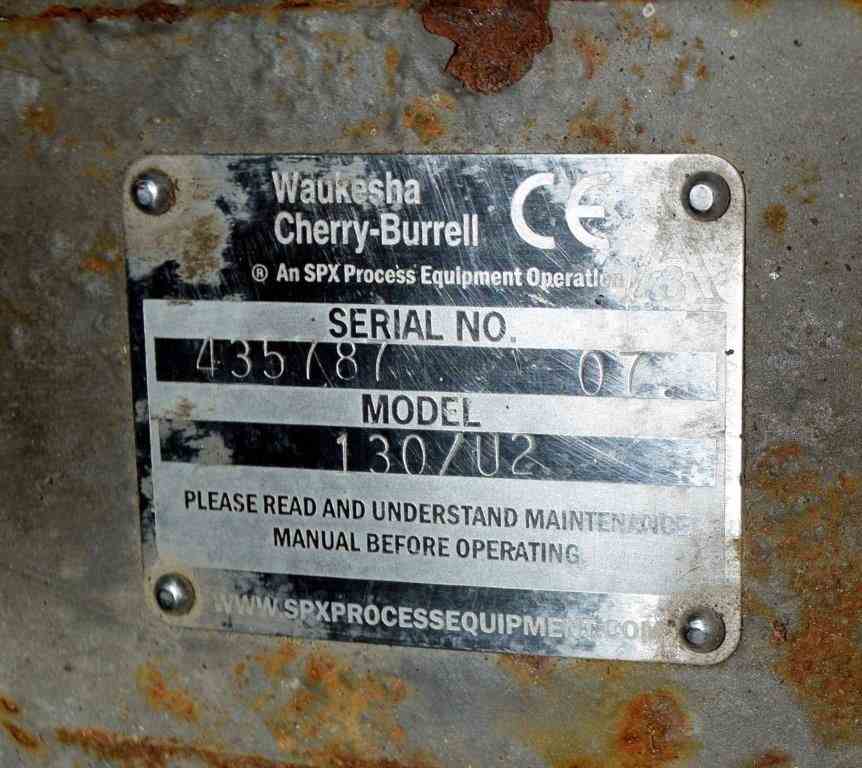 Waukesha
Cherry-Burrell
CE
® An SPX Process Equipment Operation
SERIAL NO.
435787 07
MODEL
130/U2
PLEASE READ AND UNDERSTAND MAINTENANCE
MANUAL BEFORE OPERATING
WWW.SPXPROCESSEQUIPMENT.COM